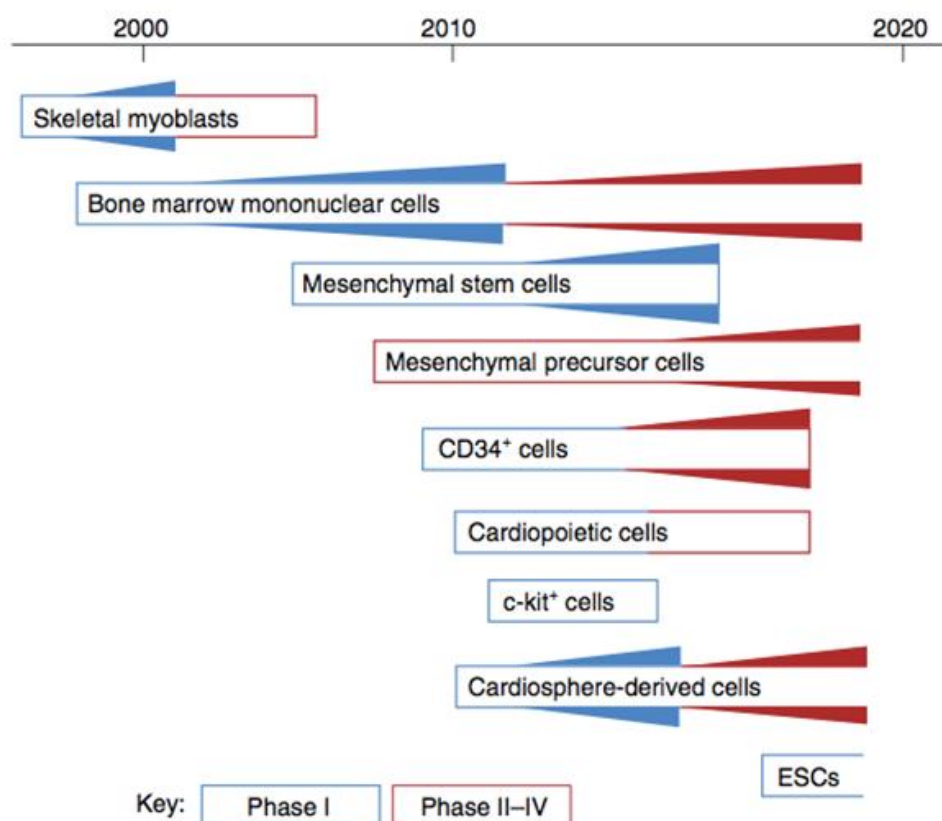 2000 2010 2020
Skeletal myoblasts
Bone marrow mononuclear cells
Mesenchymal stem cells
Mesenchymal precursor cells
CD34⁺ cells
Cardiopoietic cells
c-kit⁺ cells
Cardiosphere-derived cells
ESCs
Key: Phase I Phase II–IV